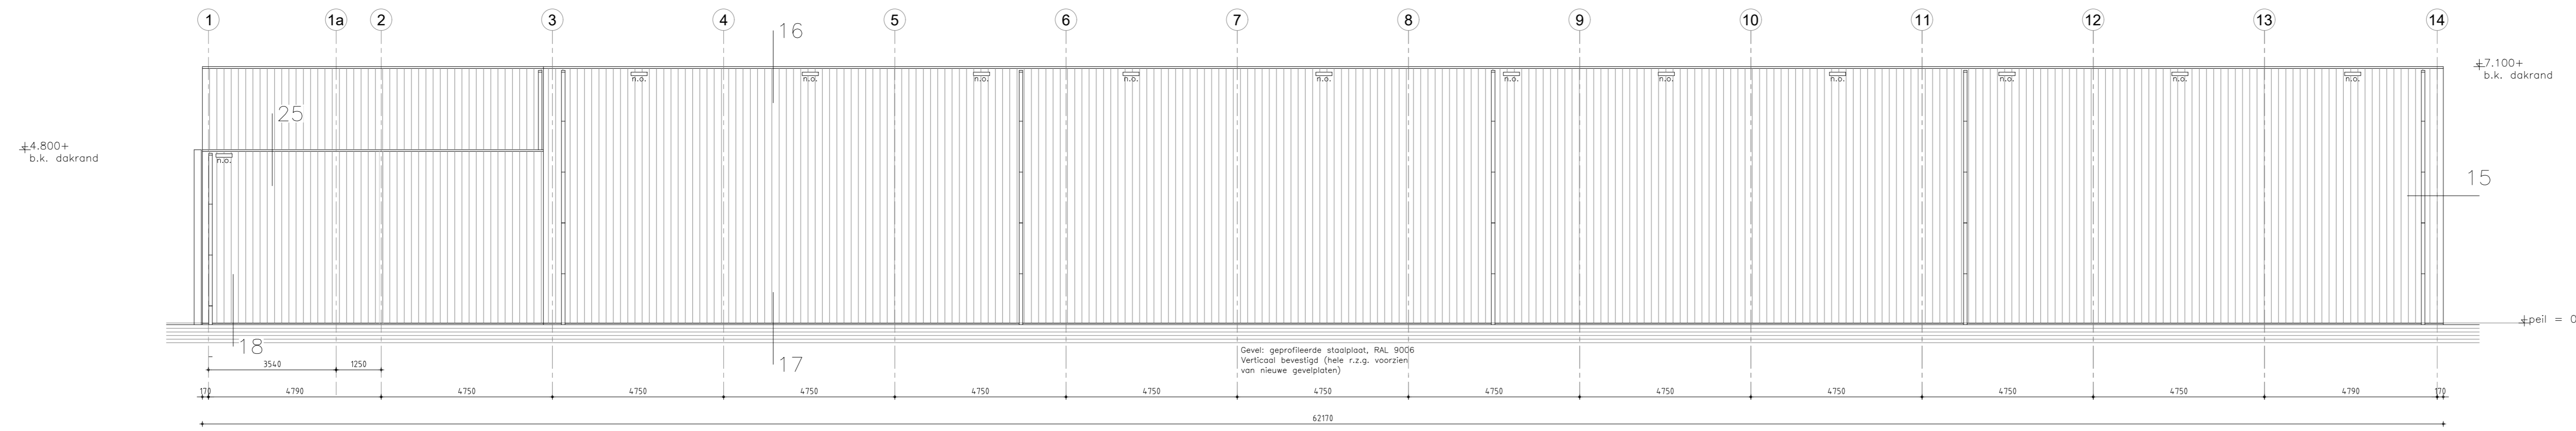 1 1a 2 3 4 5 6 7 8 9 10 11 12 13 14
16
7.100+
b.k. dakrand
n.o. n.o. n.o. n.o. n.o. n.o. n.o. n.o. n.o. n.o. n.o.
25
4.800+
b.k. dakrand
n.o.
15
peil = 0
18
17
Gevel: geprofileerde staalplaat, RAL 9006
Verticaal bevestigd (hele r.z.g. voorzien
van nieuwe gevelplaten)
3540 1250
170 4790 4750 4750 4750 4750 4750 4750 4750 4750 4750 4750 4750 4790 170
62170